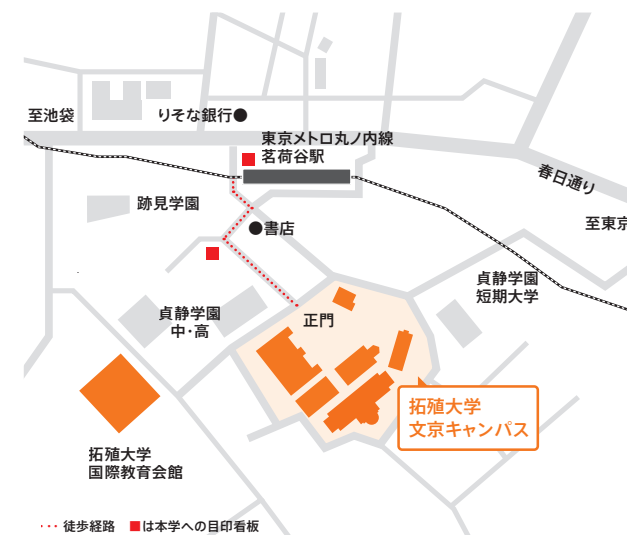 至池袋
りそな銀行●
東京メトロ丸ノ内線
茗荷谷駅
春日通り
跡見学園
●書店
至東京
貞静学園
短期大学
貞静学園
中・高
正門
拓殖大学
文京キャンパス
拓殖大学
国際教育会館
・・・ 徒歩経路 ■は本学への目印看板